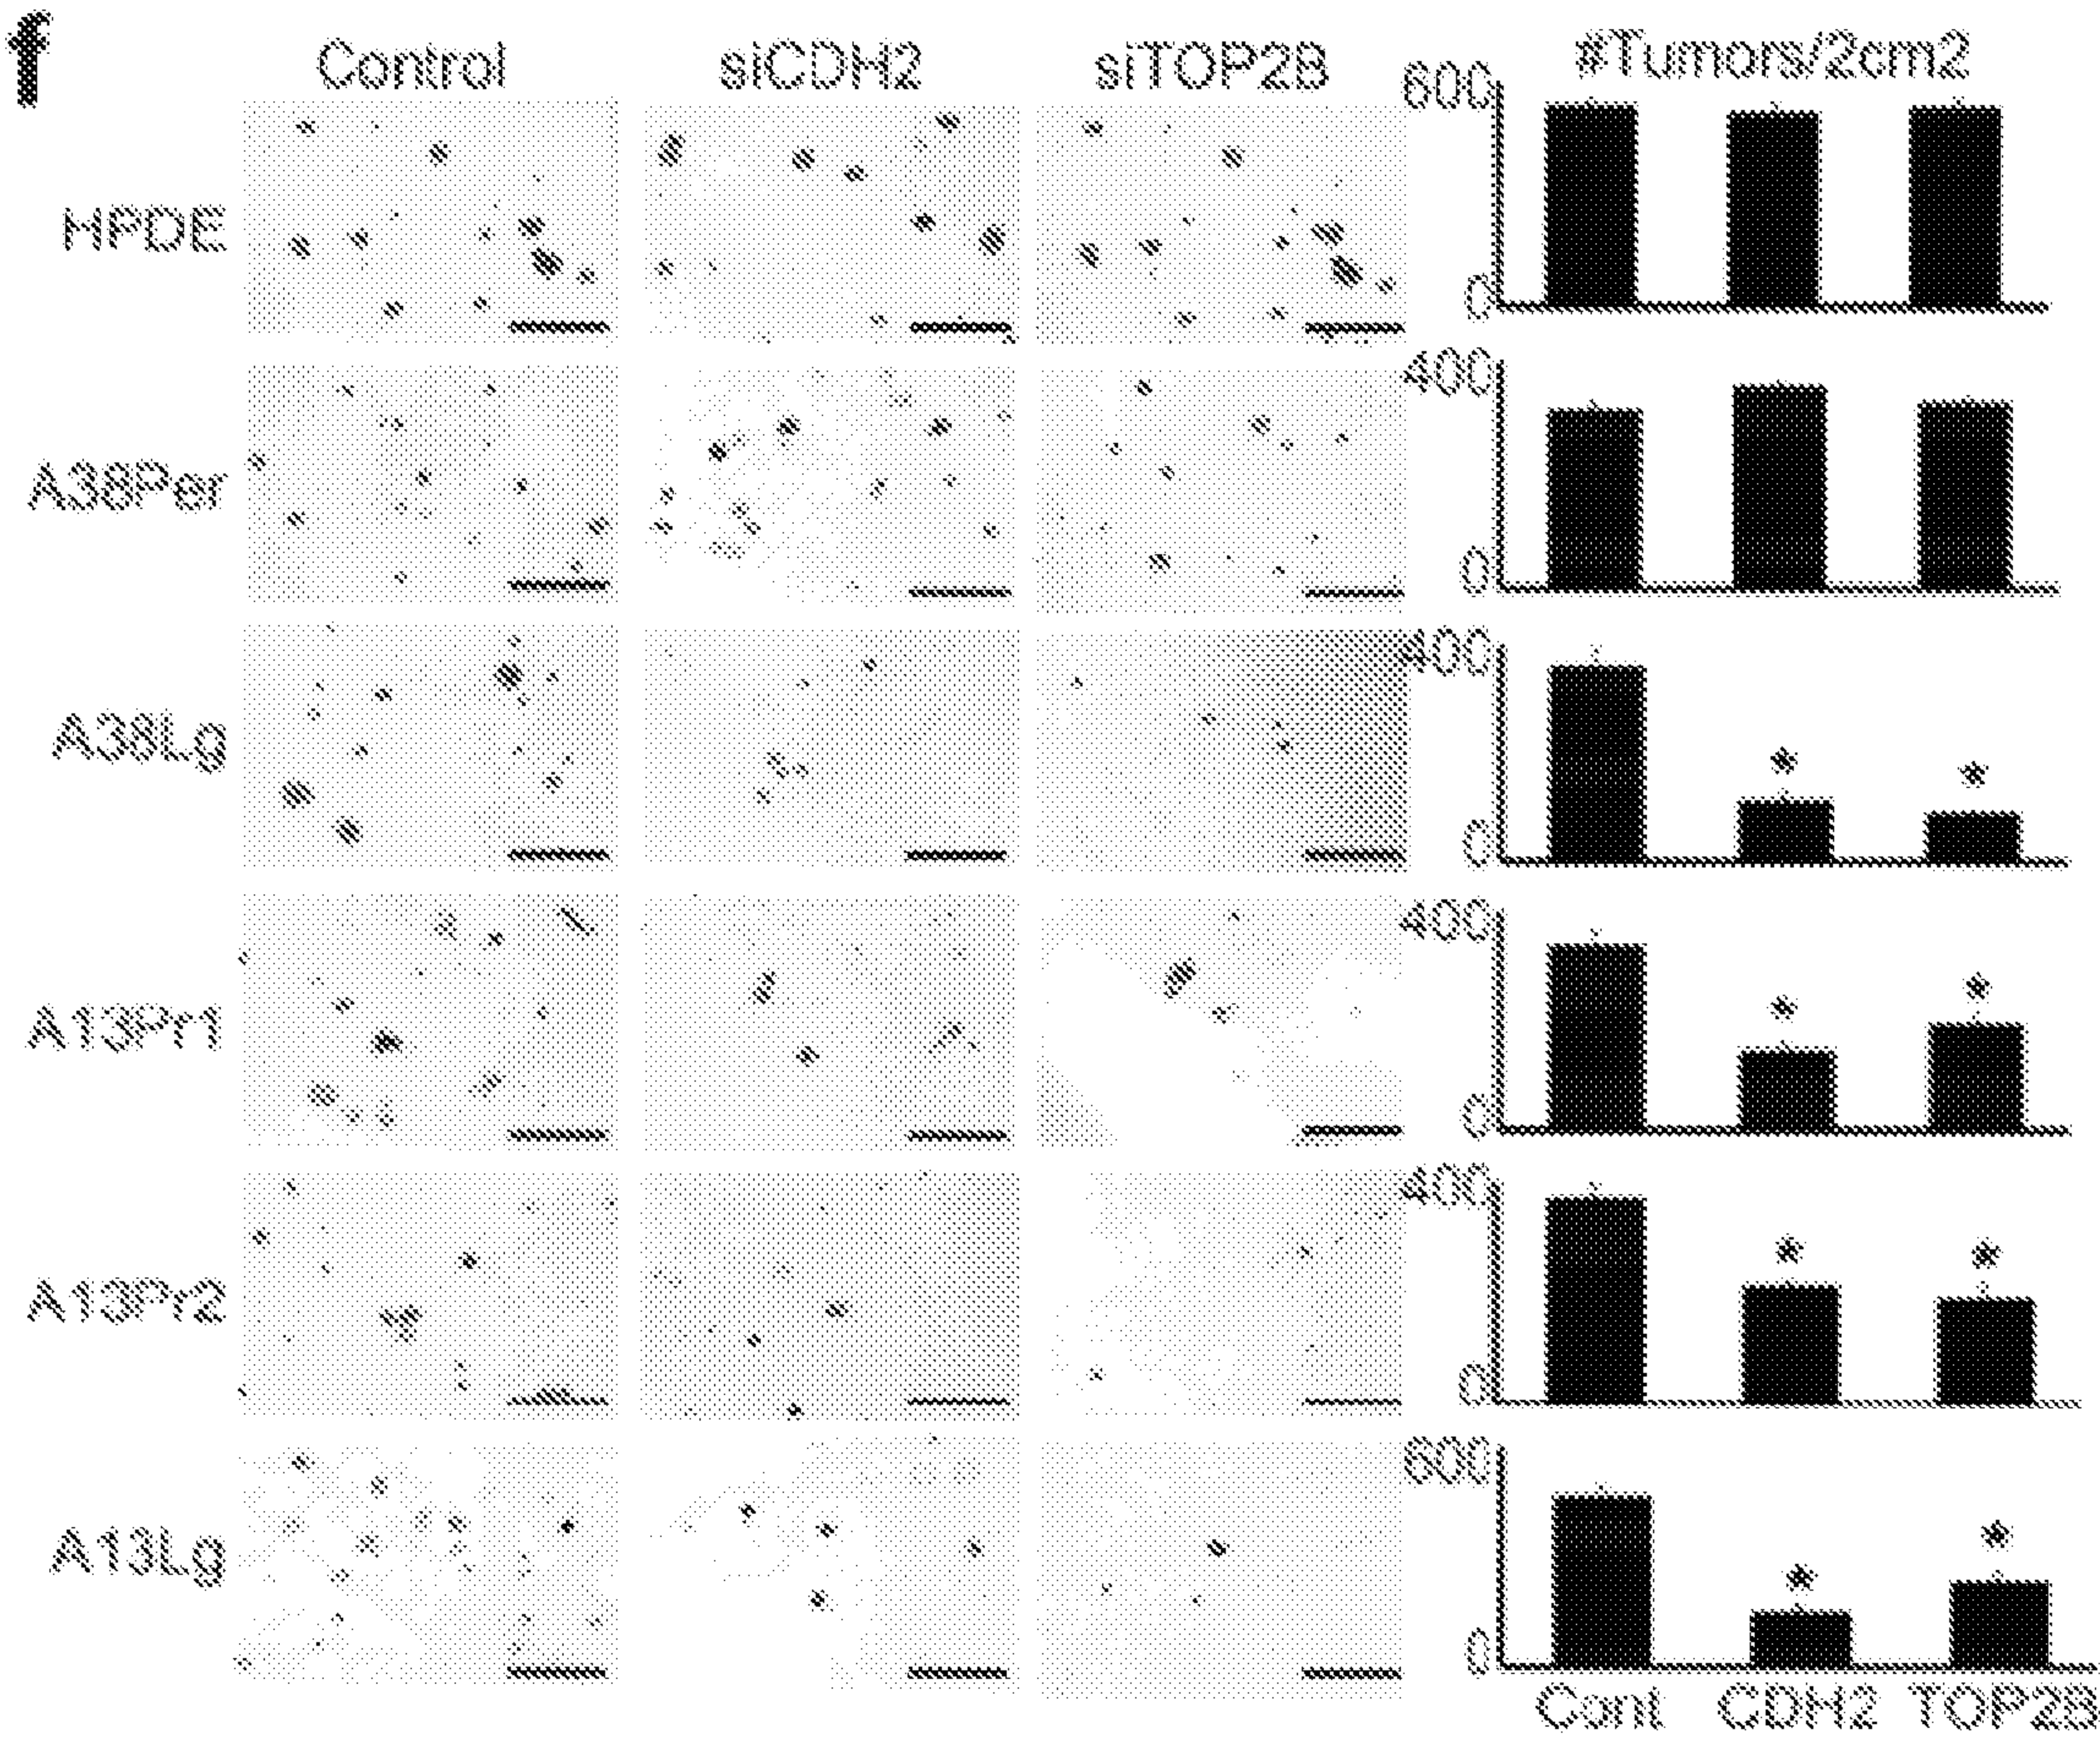 f
Control siCDH2 siTOP2B #Tumors/2cm2
600
HPDE
0
400
A38Per
0
400
A38Lg
* *
0
400
A13Pr1
* *
0
400
A13Pr2
* *
0
600
A13Lg
* *
0
Cont CDH2 TOP2B